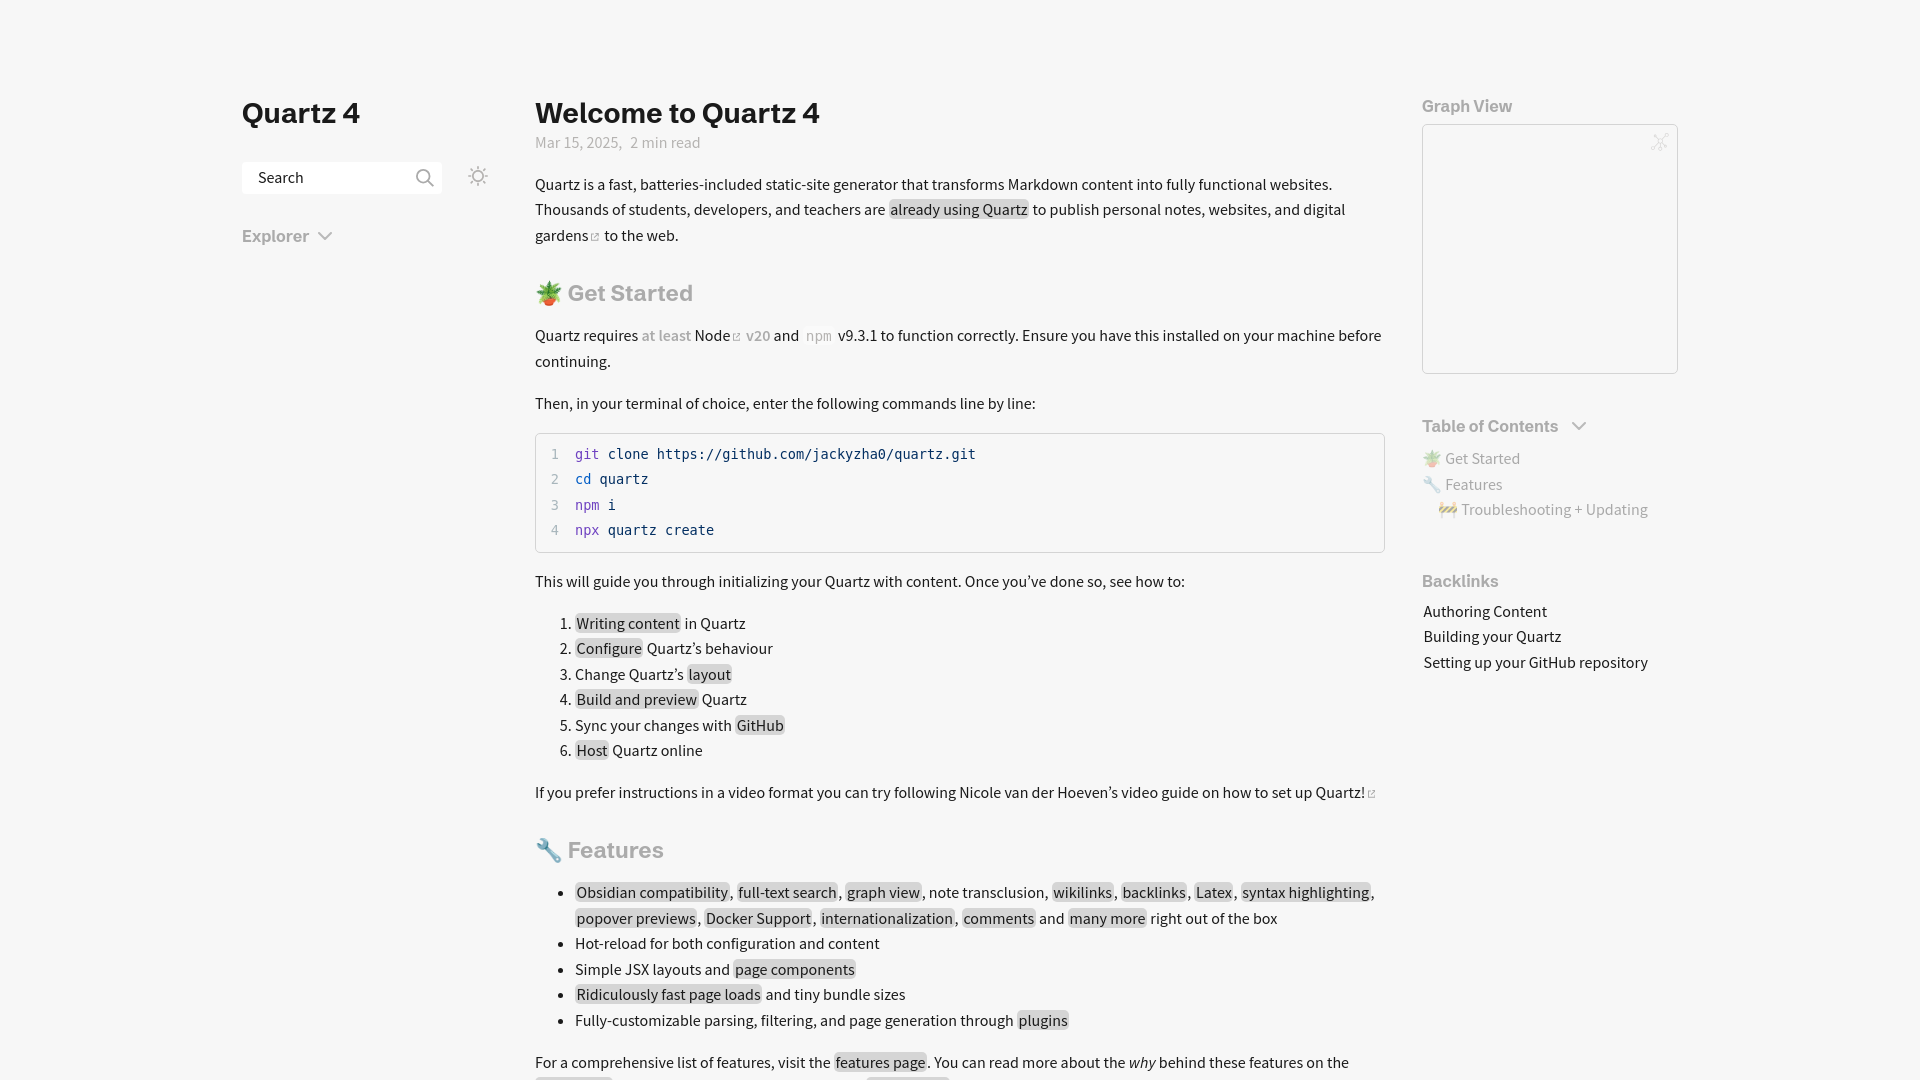 Quartz 4
Search
Explorer
Welcome to Quartz 4
Mar 15, 2025, 2 min read
Quartz is a fast, batteries-included static-site generator that transforms Markdown content into fully functional websites.
Thousands of students, developers, and teachers are already using Quartz to publish personal notes, websites, and digital
gardens to the web.
🪴 Get Started
Quartz requires at least Node v20 and npm v9.3.1 to function correctly. Ensure you have this installed on your machine before
continuing.
Then, in your terminal of choice, enter the following commands line by line:
1 git clone https://github.com/jackyzha0/quartz.git
2 cd quartz
3 npm i
4 npx quartz create
This will guide you through initializing your Quartz with content. Once you’ve done so, see how to:
1. Writing content in Quartz
2. Configure Quartz’s behaviour
3. Change Quartz’s layout
4. Build and preview Quartz
5. Sync your changes with GitHub
6. Host Quartz online
If you prefer instructions in a video format you can try following Nicole van der Hoeven’s video guide on how to set up Quartz!
🔧 Features
• Obsidian compatibility, full-text search, graph view, note transclusion, wikilinks, backlinks, Latex, syntax highlighting,
popover previews, Docker Support, internationalization, comments and many more right out of the box
• Hot-reload for both configuration and content
• Simple JSX layouts and page components
• Ridiculously fast page loads and tiny bundle sizes
• Fully-customizable parsing, filtering, and page generation through plugins
For a comprehensive list of features, visit the features page. You can read more about the why behind these features on the
Graph View
Table of Contents
🪴 Get Started
🔧 Features
🚧 Troubleshooting + Updating
Backlinks
Authoring Content
Building your Quartz
Setting up your GitHub repository